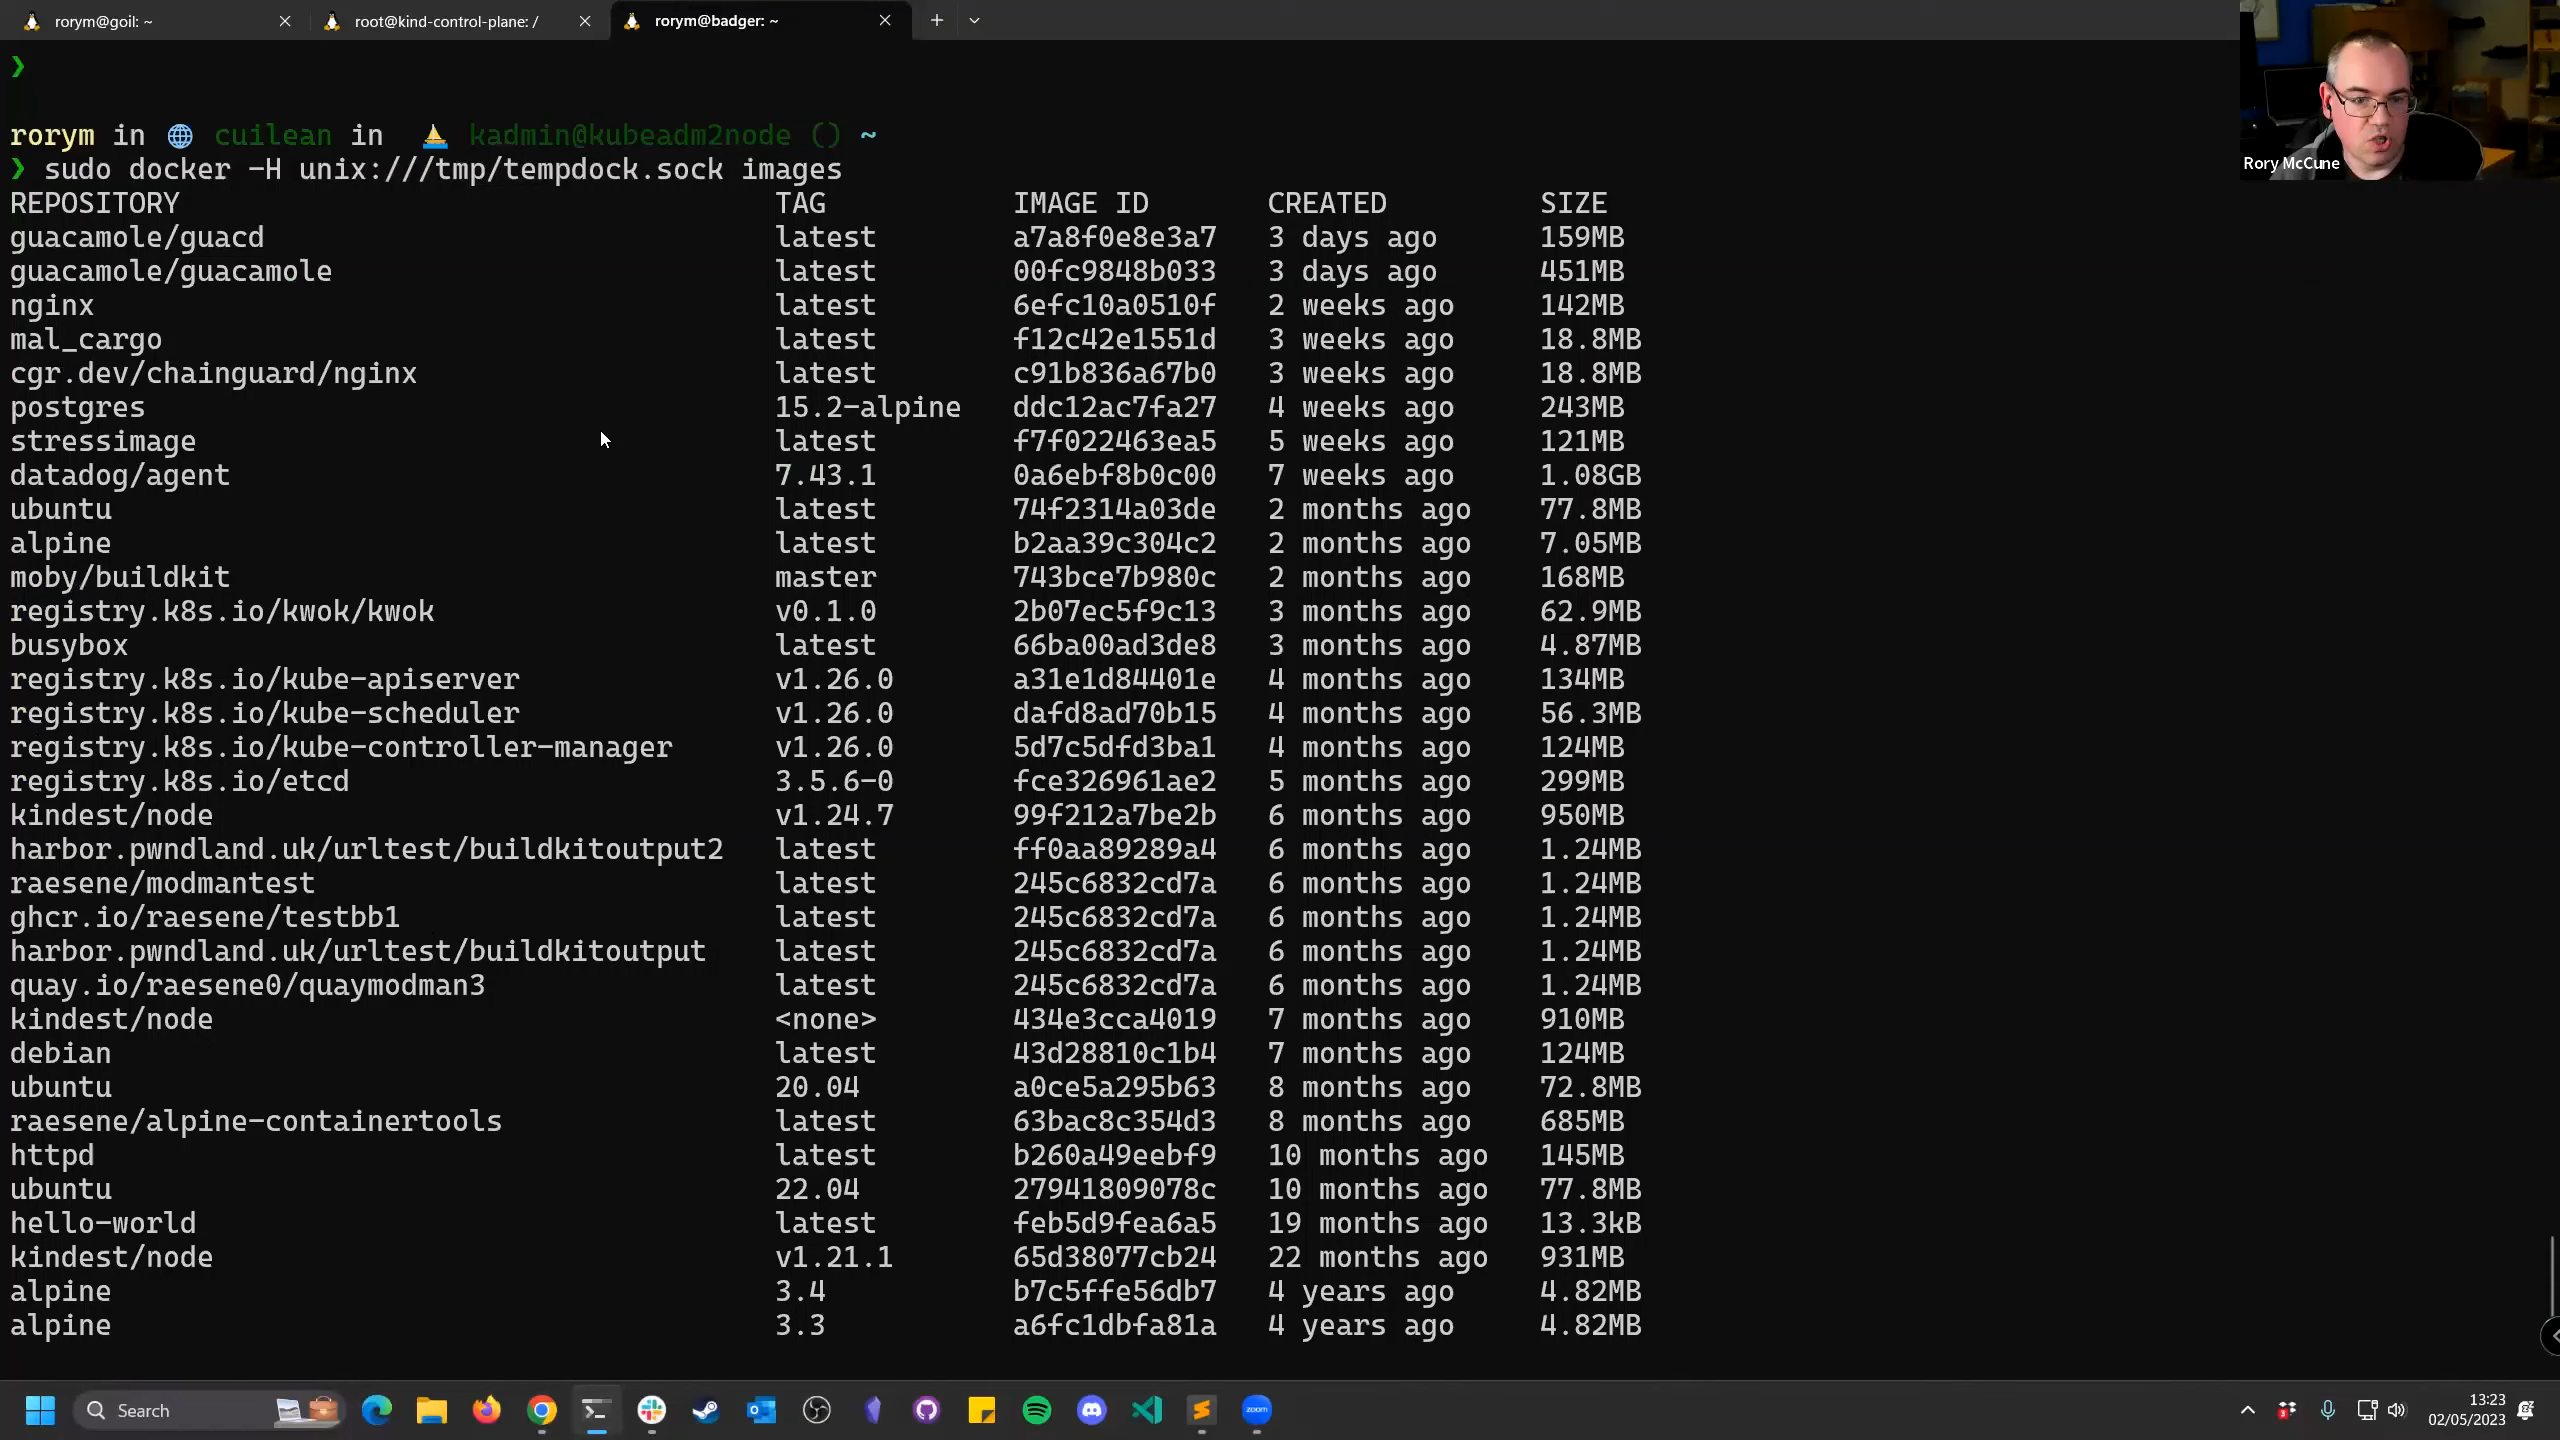 rorym@goil: ~
root@kind-control-plane: /
rorym@badger: ~
❯
rorym in 🌐 cuilean in ⛵ kadmin@kubeadm2node () ~
❯ sudo docker -H unix:///tmp/tempdock.sock images
REPOSITORY TAG IMAGE ID CREATED SIZE
guacamole/guacd latest a7a8f0e8e3a7 3 days ago 159MB
guacamole/guacamole latest 00fc9848b033 3 days ago 451MB
nginx latest 6efc10a0510f 2 weeks ago 142MB
mal_cargo latest f12c42e1551d 3 weeks ago 18.8MB
cgr.dev/chainguard/nginx latest c91b836a67b0 3 weeks ago 18.8MB
postgres 15.2-alpine ddc12ac7fa27 4 weeks ago 243MB
stressimage latest f7f022463ea5 5 weeks ago 121MB
datadog/agent 7.43.1 0a6ebf8b0c00 7 weeks ago 1.08GB
ubuntu latest 74f2314a03de 2 months ago 77.8MB
alpine latest b2aa39c304c2 2 months ago 7.05MB
moby/buildkit master 743bce7b980c 2 months ago 168MB
registry.k8s.io/kwok/kwok v0.1.0 2b07ec5f9c13 3 months ago 62.9MB
busybox latest 66ba00ad3de8 3 months ago 4.87MB
registry.k8s.io/kube-apiserver v1.26.0 a31e1d84401e 4 months ago 134MB
registry.k8s.io/kube-scheduler v1.26.0 dafd8ad70b15 4 months ago 56.3MB
registry.k8s.io/kube-controller-manager v1.26.0 5d7c5dfd3ba1 4 months ago 124MB
registry.k8s.io/etcd 3.5.6-0 fce326961ae2 5 months ago 299MB
kindest/node v1.24.7 99f212a7be2b 6 months ago 950MB
harbor.pwndland.uk/urltest/buildkitoutput2 latest ff0aa89289a4 6 months ago 1.24MB
raesene/modmantest latest 245c6832cd7a 6 months ago 1.24MB
ghcr.io/raesene/testbb1 latest 245c6832cd7a 6 months ago 1.24MB
harbor.pwndland.uk/urltest/buildkitoutput latest 245c6832cd7a 6 months ago 1.24MB
quay.io/raesene0/quaymodman3 latest 245c6832cd7a 6 months ago 1.24MB
kindest/node <none> 434e3cca4019 7 months ago 910MB
debian latest 43d28810c1b4 7 months ago 124MB
ubuntu 20.04 a0ce5a295b63 8 months ago 72.8MB
raesene/alpine-containertools latest 63bac8c354d3 8 months ago 685MB
httpd latest b260a49eebf9 10 months ago 145MB
ubuntu 22.04 27941809078c 10 months ago 77.8MB
hello-world latest feb5d9fea6a5 19 months ago 13.3kB
kindest/node v1.21.1 65d38077cb24 22 months ago 931MB
alpine 3.4 b7c5ffe56db7 4 years ago 4.82MB
alpine 3.3 a6fc1dbfa81a 4 years ago 4.82MB
Rory McCune
Search
zoom
13:23
02/05/2023